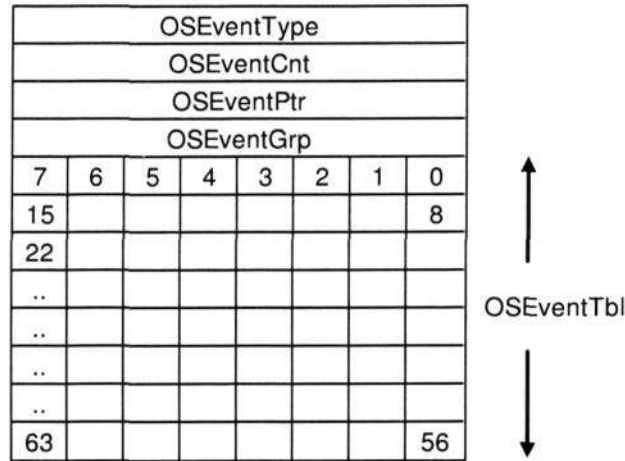 OSEventType
OSEventCnt
OSEventPtr
OSEventGrp
7 6 5 4 3 2 1 0
15 8
22
..
OSEventTbl
..
..
..
63 56